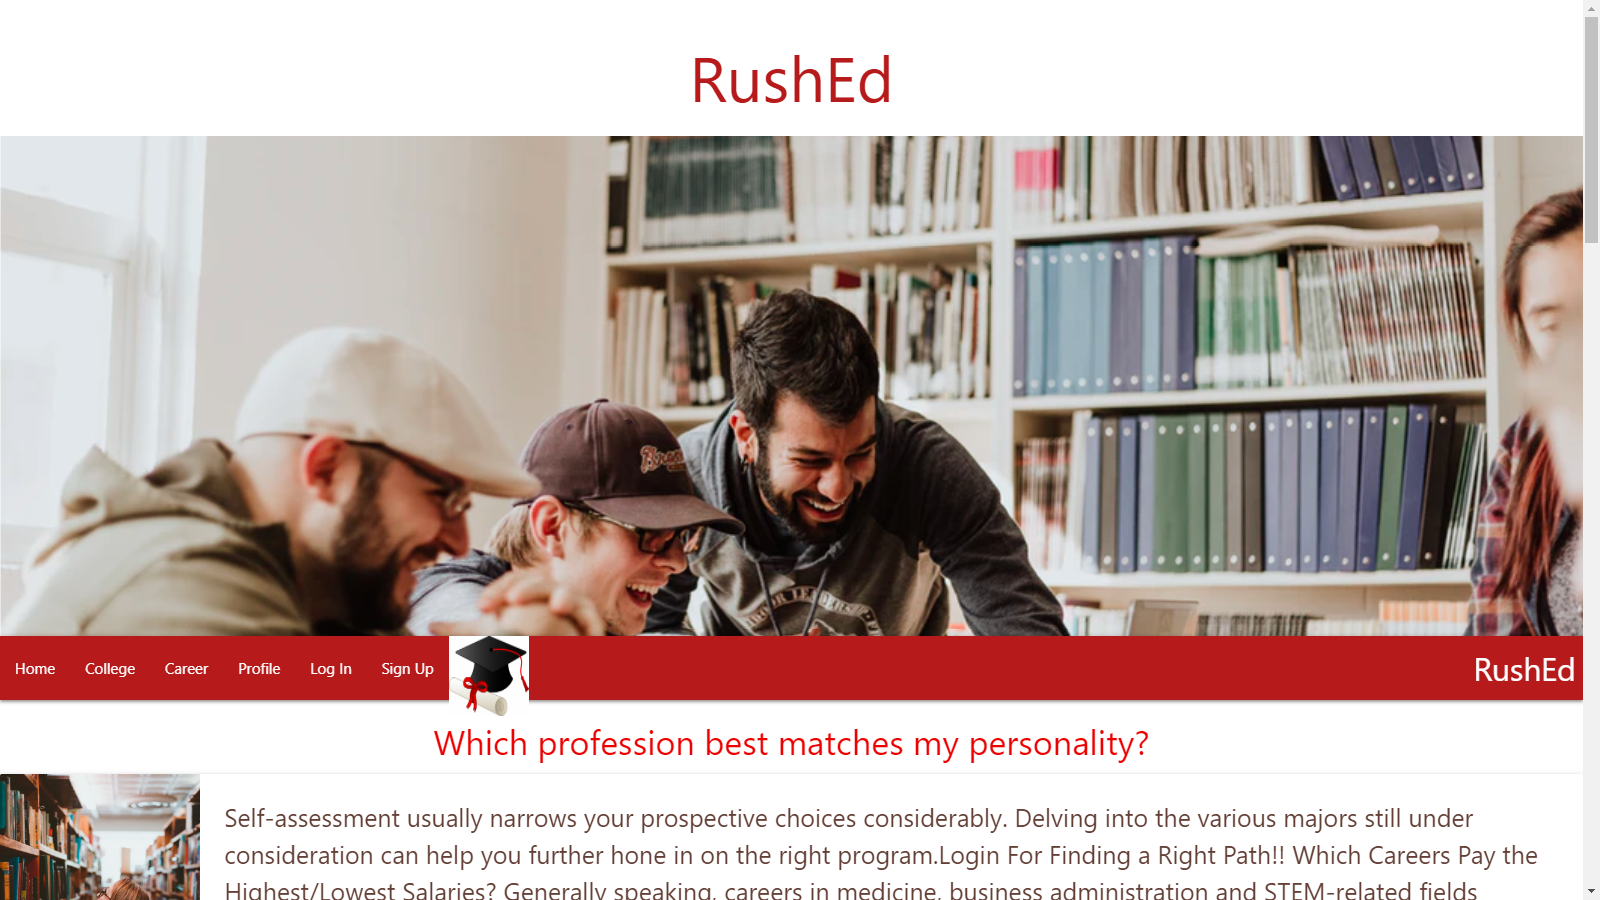 RushEd
Home College Career Profile Log In Sign Up RushEd
Which profession best matches my personality?
Self-assessment usually narrows your prospective choices considerably. Delving into the various majors still under
consideration can help you further hone in on the right program.Login For Finding a Right Path!! Which Careers Pay the
Highest/Lowest Salaries? Generally speaking, careers in medicine, business administration and STEM-related fields